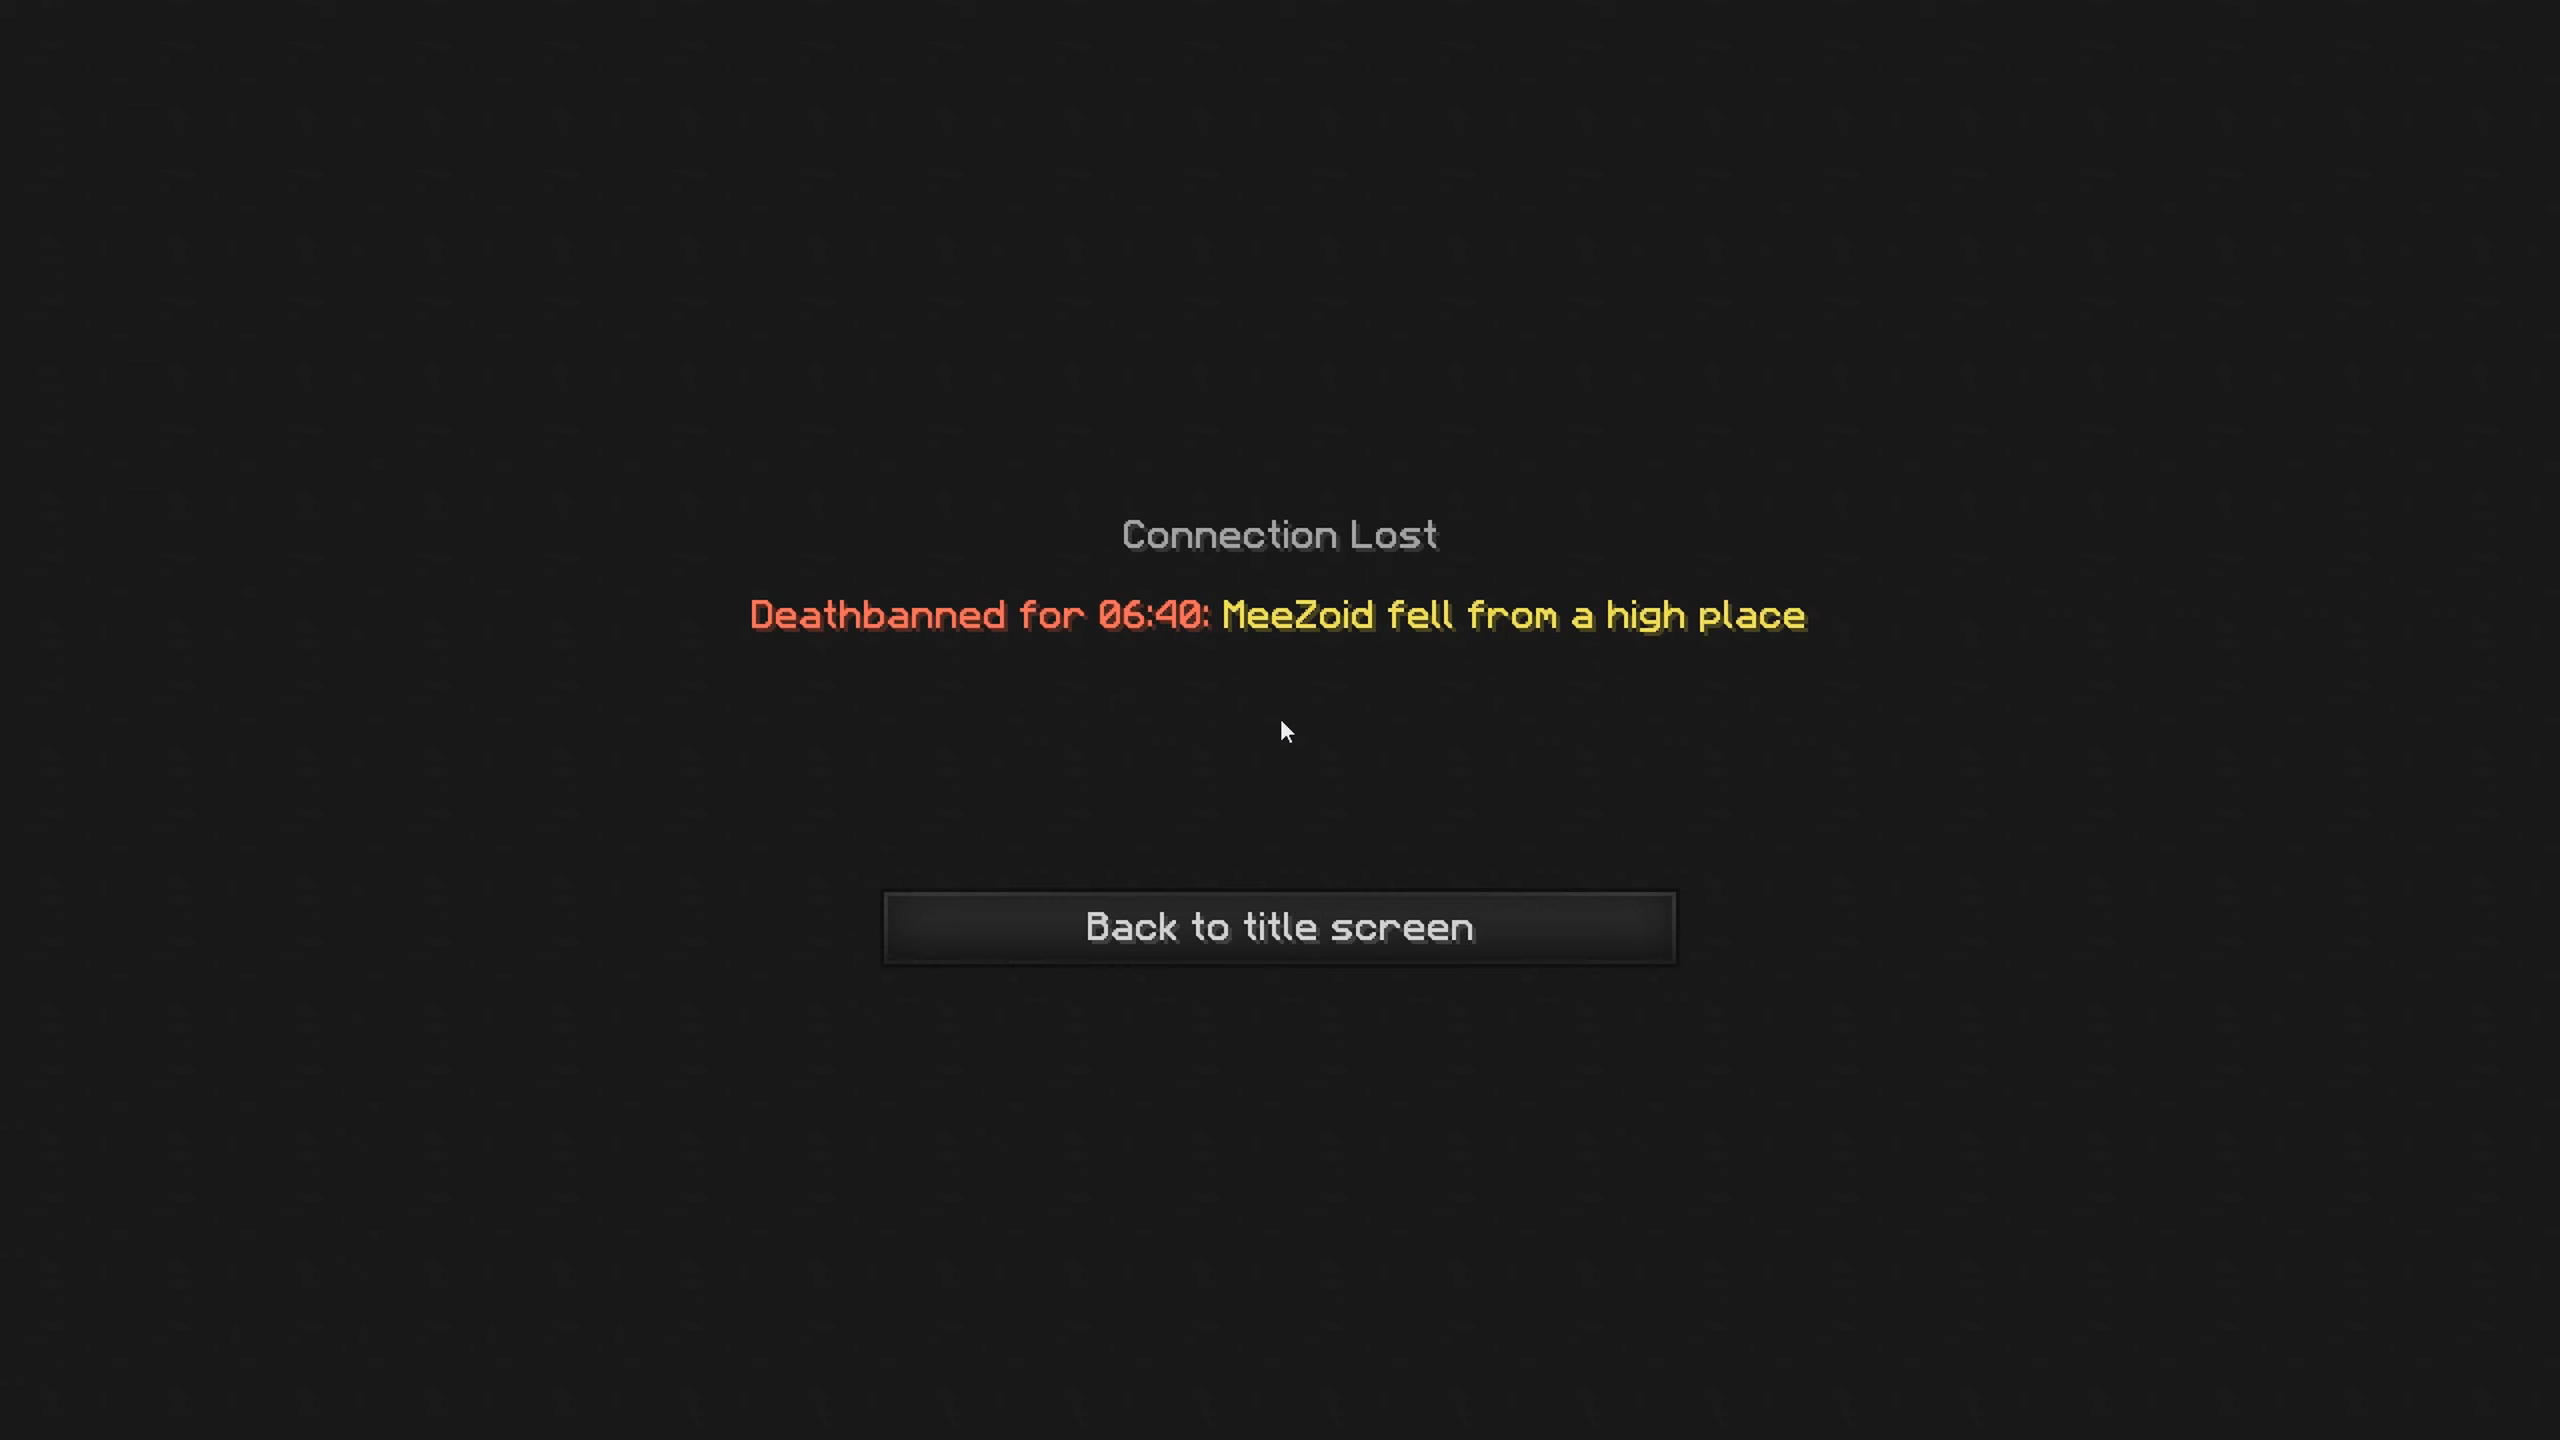 Connection Lost
Deathbanned for 06:40: MeeZoid fell from a high place
Back to title screen